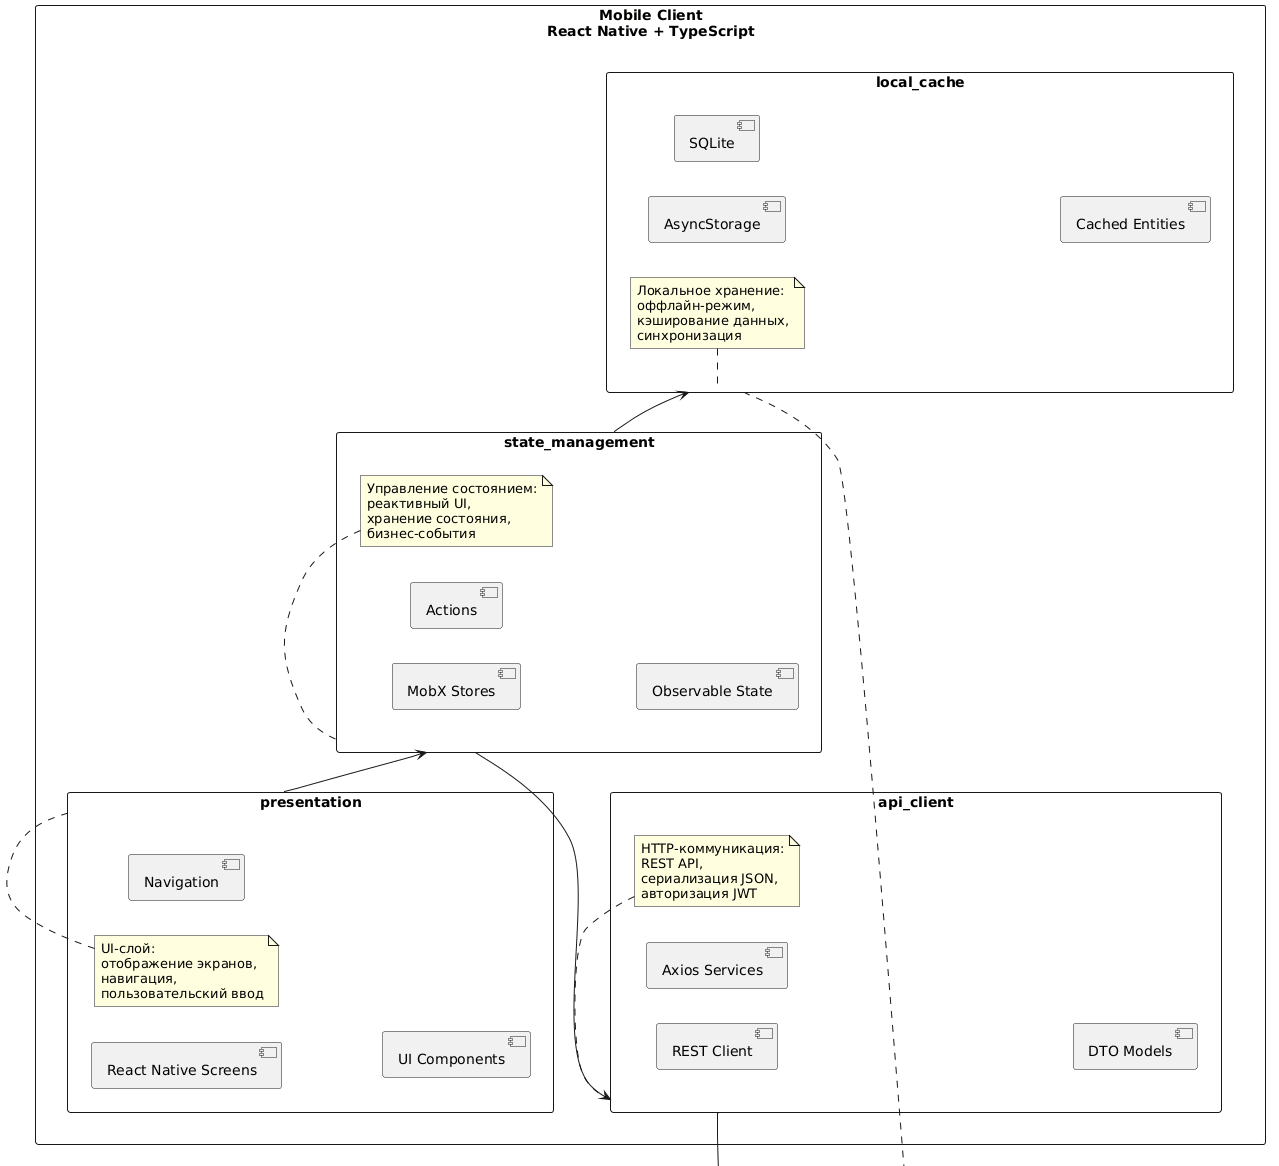 Mobile Client
React Native + TypeScript
local_cache
SQLite
AsyncStorage
Cached Entities
Локальное хранение:
оффлайн-режим,
кэширование данных,
синхронизация
state_management
Управление состоянием:
реактивный UI,
хранение состояния,
бизнес-события
Actions
MobX Stores
Observable State
presentation
Navigation
UI-слой:
отображение экранов,
навигация,
пользовательский ввод
React Native Screens
UI Components
api_client
HTTP-коммуникация:
REST API,
сериализация JSON,
авторизация JWT
Axios Services
REST Client
DTO Models